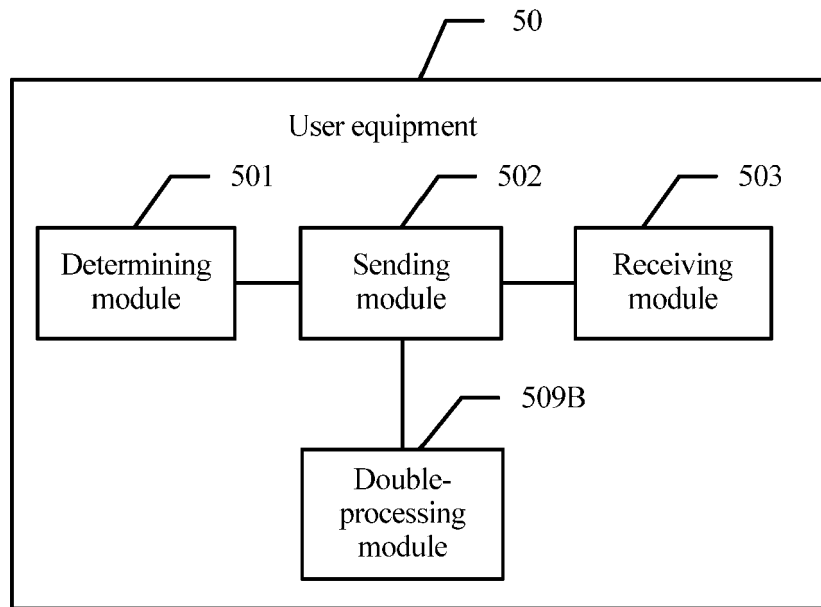 50
User equipment
501
502
503
Determining
module
Sending
module
Receiving
module
509B
Double-
processing
module